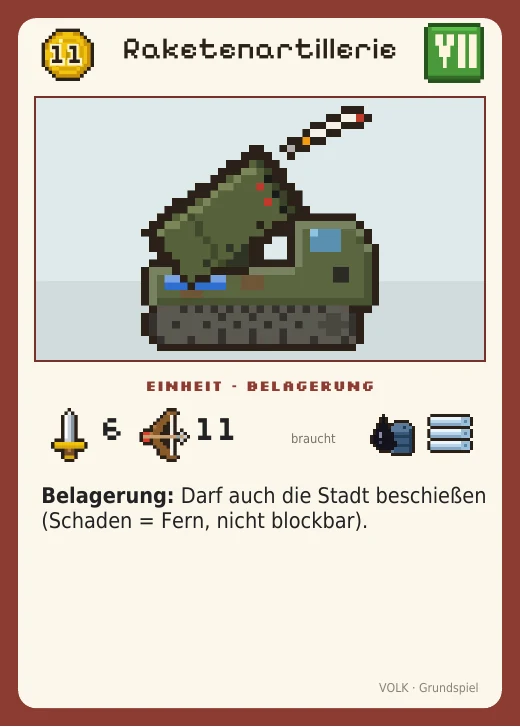 11 Raketenartillerie VII
EINHEIT - BELAGERUNG
6 11 braucht
Belagerung: Darf auch die Stadt beschießen
(Schaden = Fern, nicht blockbar).
VOLK · Grundspiel